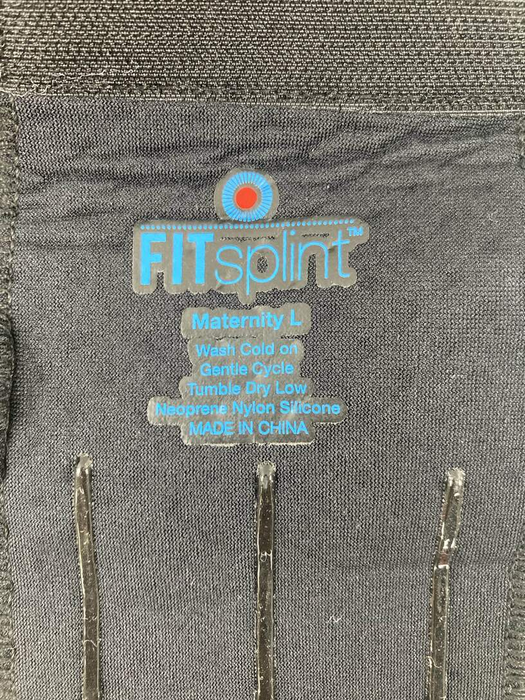 FITsplint™
Maternity L
Wash Cold on
Gentle Cycle
Tumble Dry Low
Neoprene Nylon Silicone
MADE IN CHINA